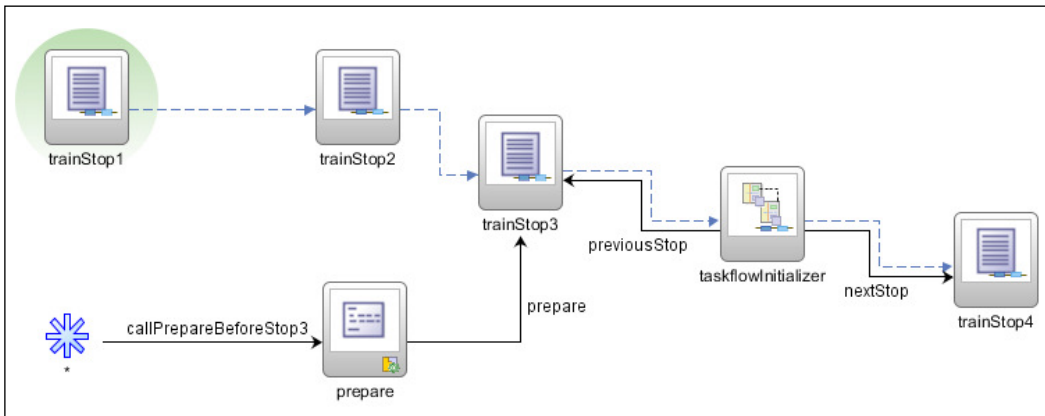 trainStop1
trainStop2
trainStop3
previousStop
taskflowInitializer
nextStop
trainStop4
callPrepareBeforeStop3
prepare
*
prepare